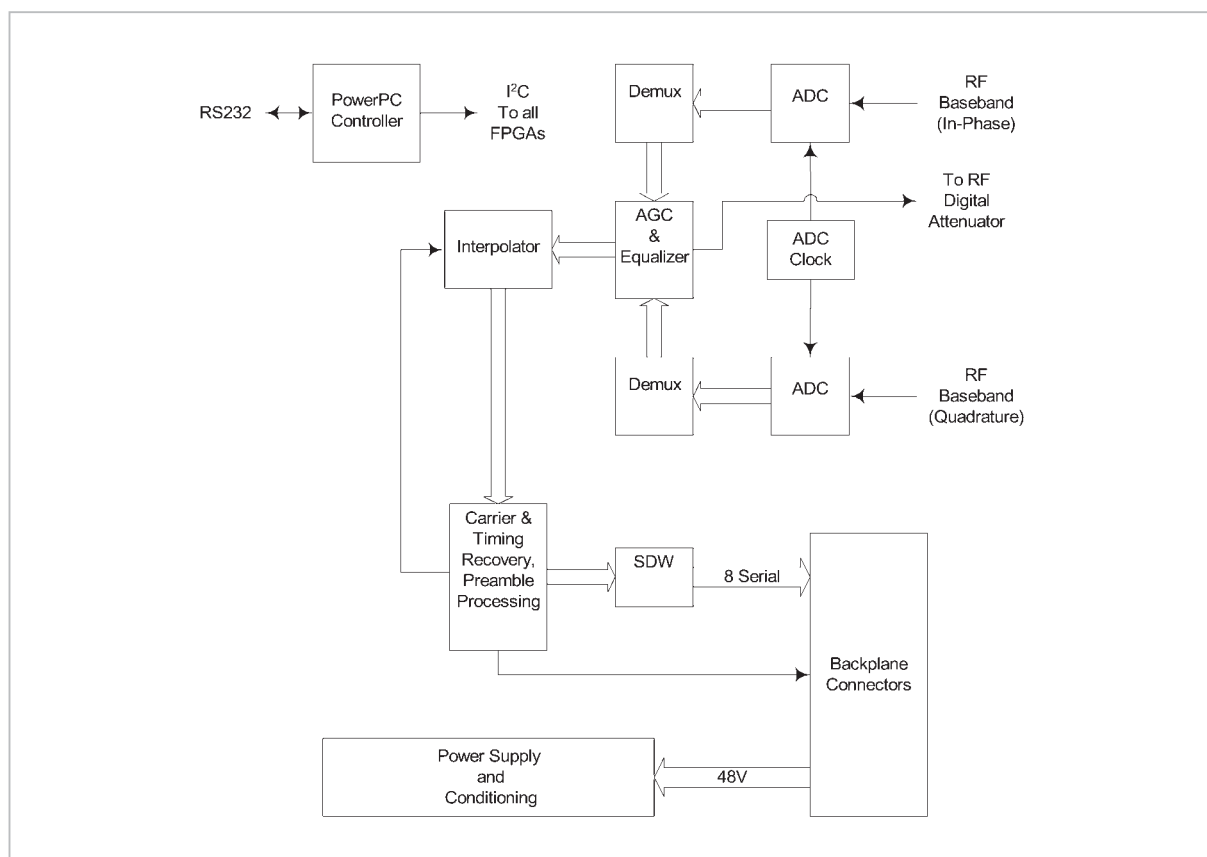 RS232
PowerPC
Controller
I²C
To all
FPGAs
Demux
ADC
RF
Baseband
(In-Phase)
To RF
Digital
Attenuator
Interpolator
AGC
&
Equalizer
ADC
Clock
Demux
ADC
RF
Baseband
(Quadrature)
Carrier &
Timing
Recovery,
Preamble
Processing
SDW
8 Serial
Backplane
Connectors
Power Supply
and
Conditioning
48V